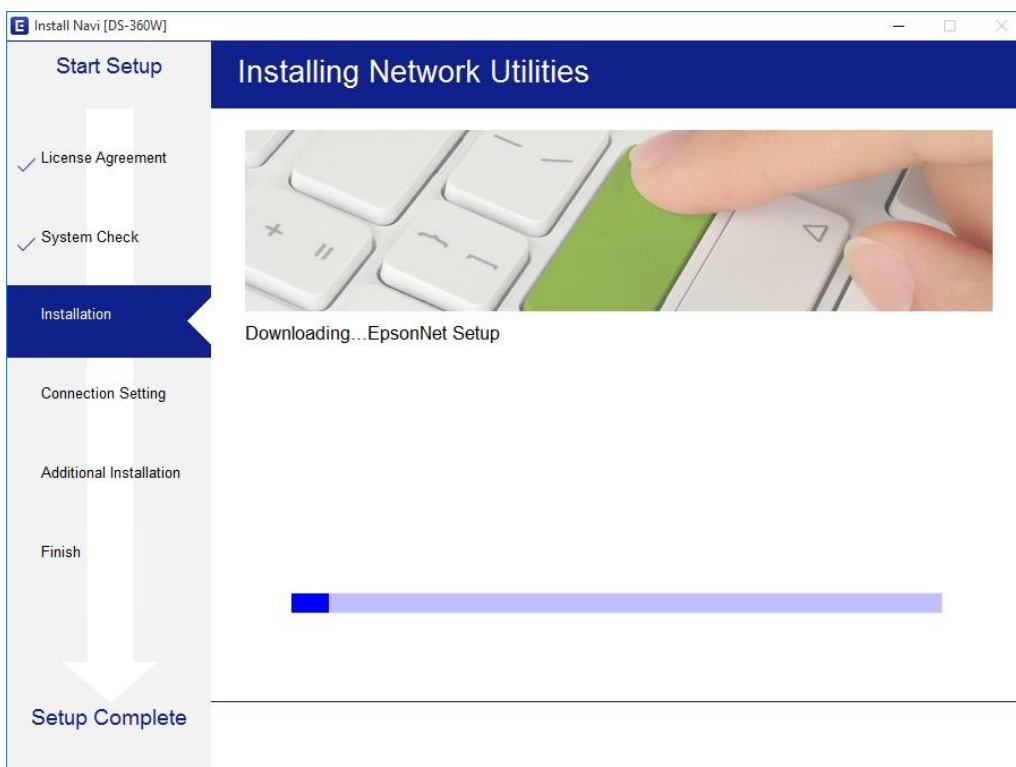 Install Navi [DS-360W]
Start Setup
License Agreement
System Check
Installation
Connection Setting
Additional Installation
Finish
Setup Complete
Installing Network Utilities
Downloading...EpsonNet Setup